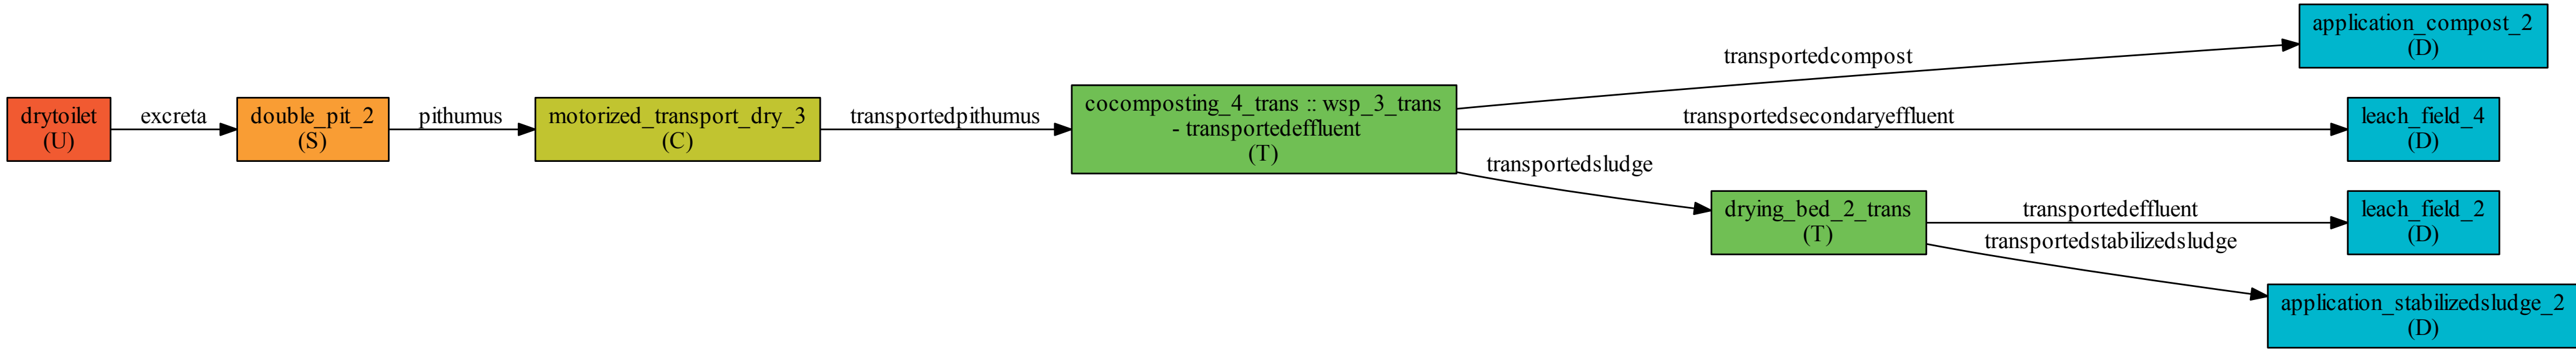 drytoilet
(U)
excreta
double_pit_2
(S)
pithumus
motorized_transport_dry_3
(C)
transportedpithumus
cocomposting_4_trans :: wsp_3_trans
- transportedeffluent
(T)
transportedcompost
application_compost_2
(D)
transportedsecondaryeffluent
leach_field_4
(D)
transportedsludge
drying_bed_2_trans
(T)
transportedeffluent
leach_field_2
(D)
transportedstabilizedsludge
application_stabilizedsludge_2
(D)